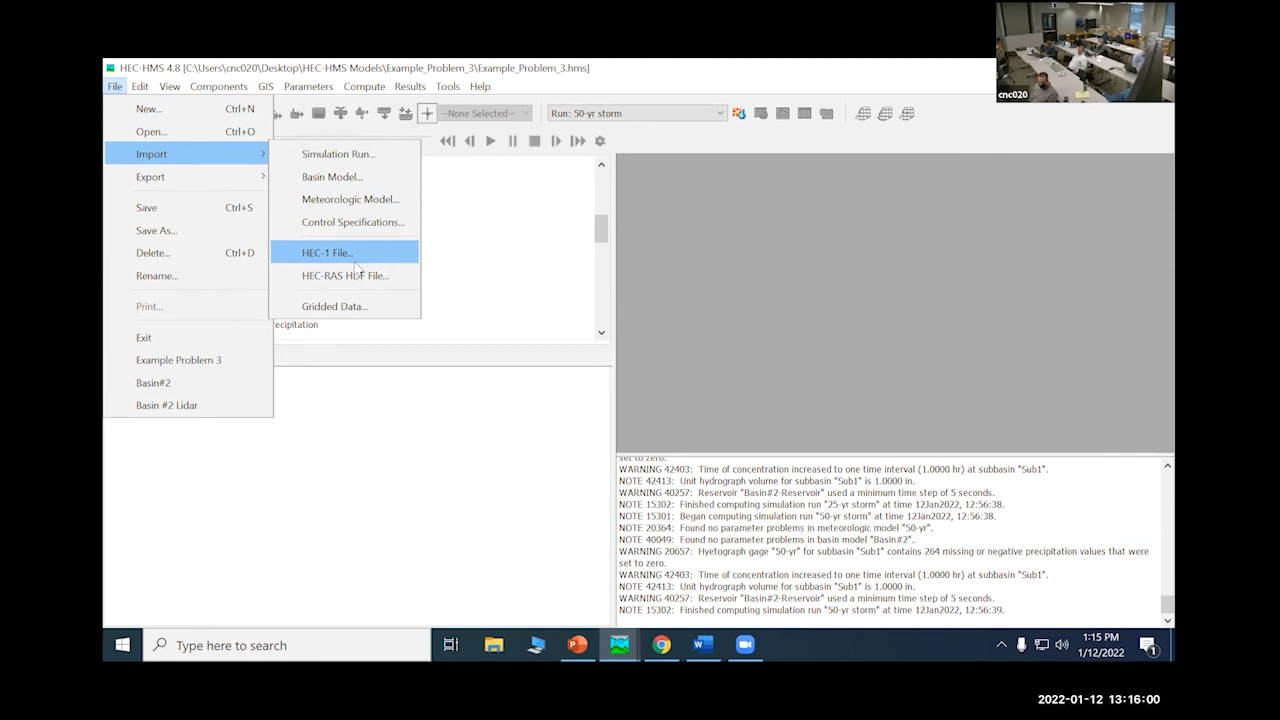 HEC-HMS 4.8 [C:\Users\cnc020\Desktop\HEC-HMS Models\Example_Problem_3\Example_Problem_3.hms]
File Edit View Components GIS Parameters Compute Results Tools Help
cnc020
New... Ctrl+N
--None Selected--
Run: 50-yr storm
Open... Ctrl+O
Import
Simulation Run...
Export
Basin Model...
Meteorologic Model...
Save Ctrl+S
Control Specifications...
Save As...
Delete... Ctrl+D
HEC-1 File...
Rename...
HEC-RAS HDF File...
Print...
Gridded Data...
ecipitation
Exit
Example Problem 3
Basin#2
Basin #2 Lidar
set to zero.
WARNING 42403: Time of concentration increased to one time interval (1.0000 hr) at subbasin "Sub1".
NOTE 42413: Unit hydrograph volume for subbasin "Sub1" is 1.0000 in.
WARNING 40257: Reservoir "Basin#2-Reservoir" used a minimum time step of 5 seconds.
NOTE 15302: Finished computing simulation run "25-yr storm" at time 12Jan2022, 12:56:38.
NOTE 15301: Began computing simulation run "50-yr storm" at time 12Jan2022, 12:56:38.
NOTE 20364: Found no parameter problems in meteorologic model "50-yr".
NOTE 40049: Found no parameter problems in basin model "Basin#2".
WARNING 20657: Hyetograph gage "50-yr" for subbasin "Sub1" contains 264 missing or negative precipitation values that were
set to zero.
WARNING 42403: Time of concentration increased to one time interval (1.0000 hr) at subbasin "Sub1".
NOTE 42413: Unit hydrograph volume for subbasin "Sub1" is 1.0000 in.
WARNING 40257: Reservoir "Basin#2-Reservoir" used a minimum time step of 5 seconds.
NOTE 15302: Finished computing simulation run "50-yr storm" at time 12Jan2022, 12:56:39.
Type here to search
1:15 PM
1/12/2022
1
2022-01-12 13:16:00